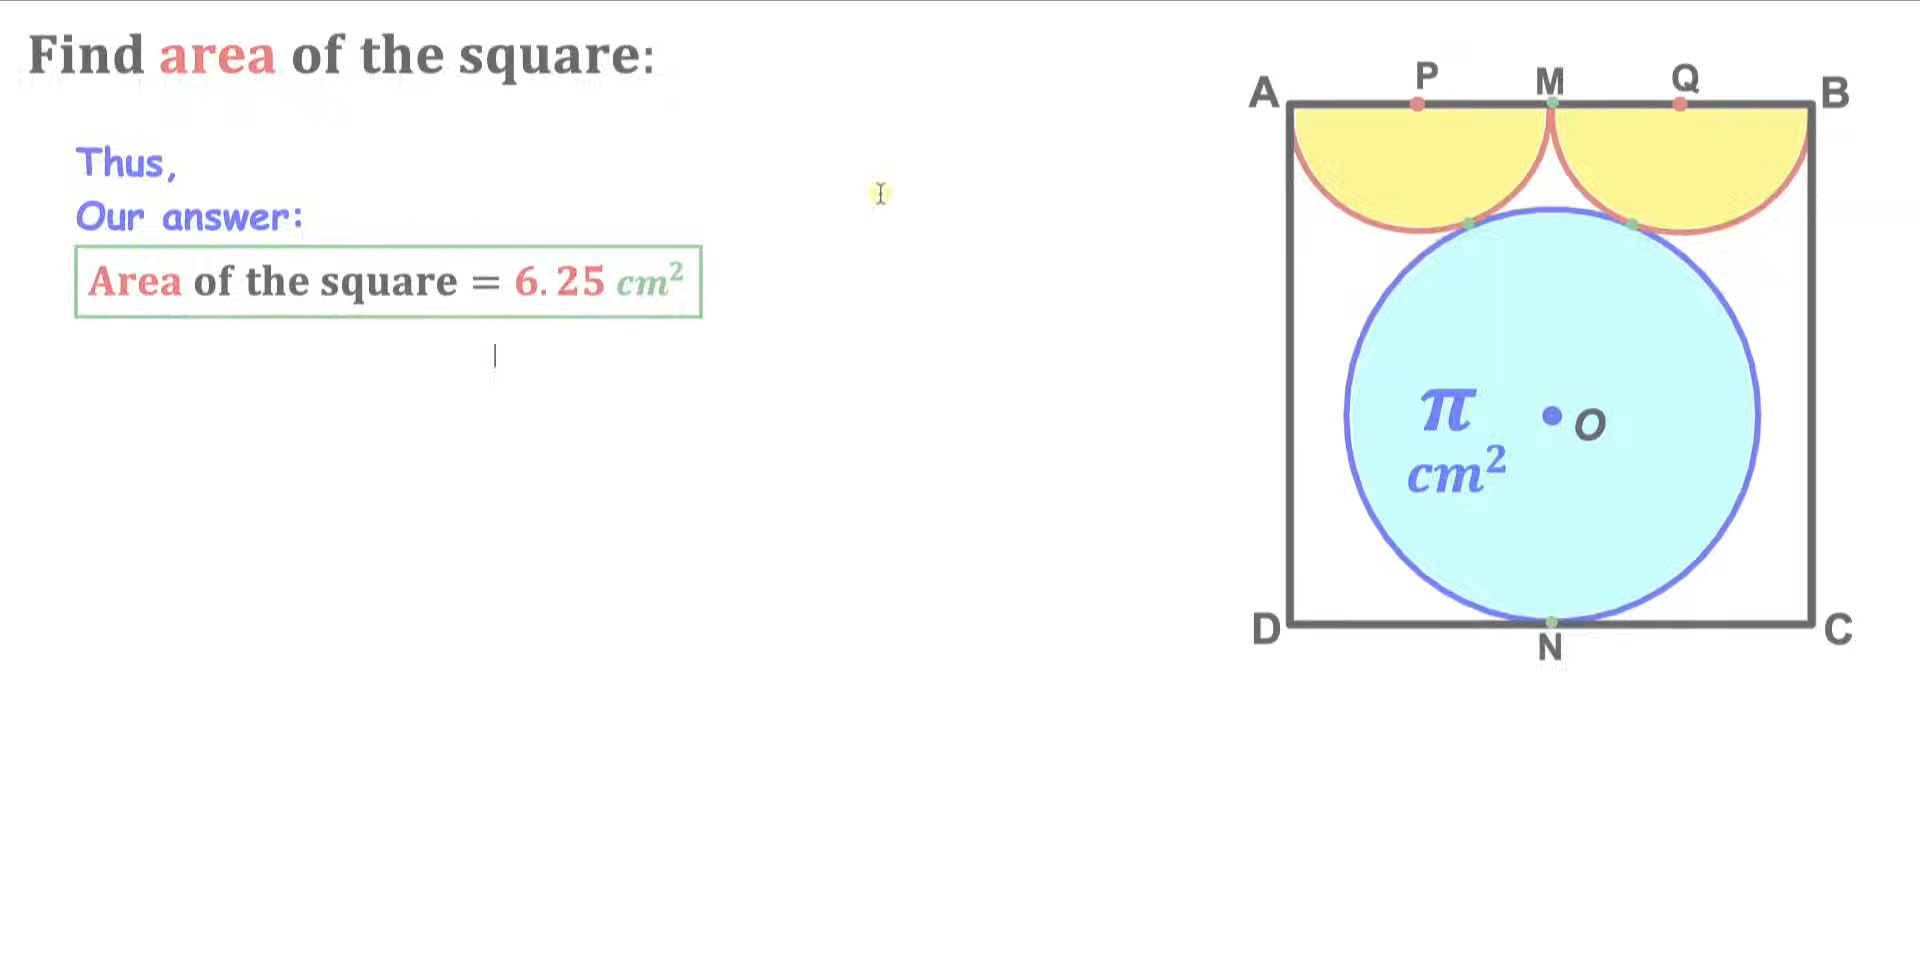 Find area of the square:
Thus,
Our answer:
Area of the square = 6.25 cm²
A P M Q B
π
cm²
O
D N C